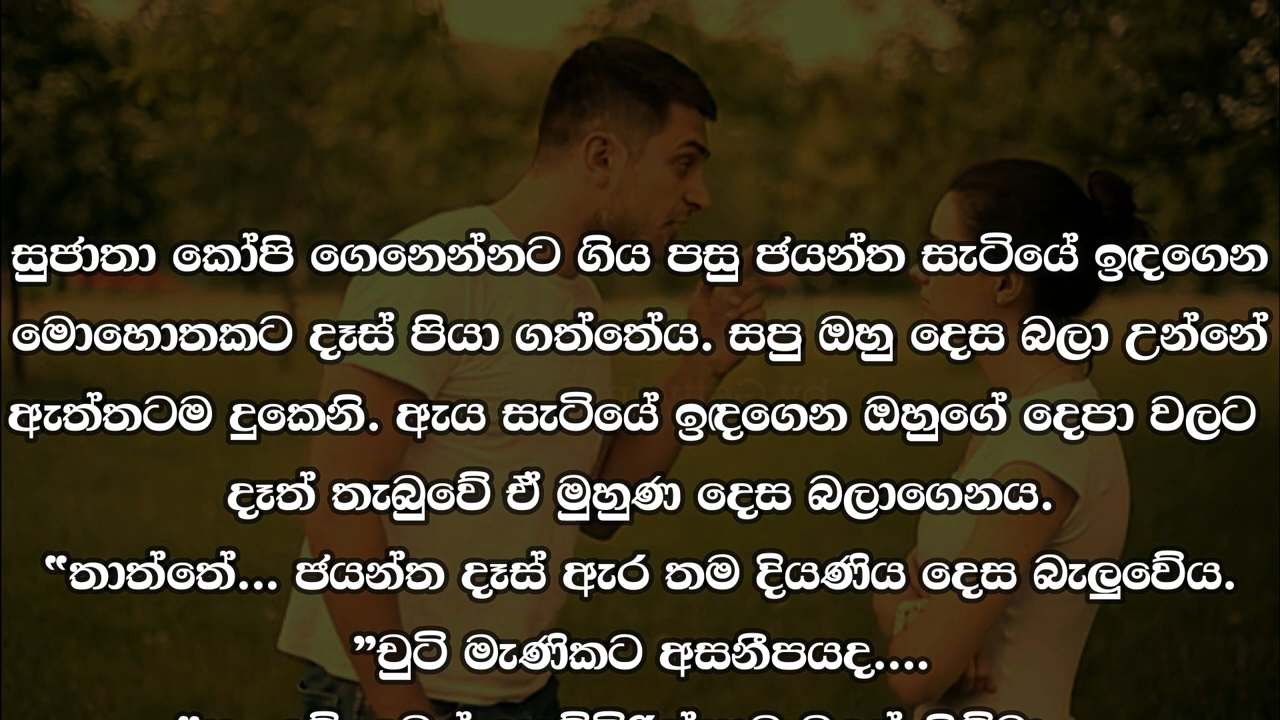 සුජාතා කෝපි ගෙනෙන්නට ගිය පසු ජයන්ත සැටියේ ඉඳගෙන
මොහොතකට දෑස් පියා ගත්තේය. සපු ඔහු දෙස බලා උන්නේ
ඇත්තටම දුකෙනි. ඇය සැටියේ ඉඳගෙන ඔහුගේ දෙපා වලට
දෑත් තැබුවේ ඒ මුහුණ දෙස බලාගෙනය.
“තාත්තේ... ජයන්ත දෑස් ඇර තම දියණිය දෙස බැලුවේය.
”චුටි මැණිකට අසනීපයද....